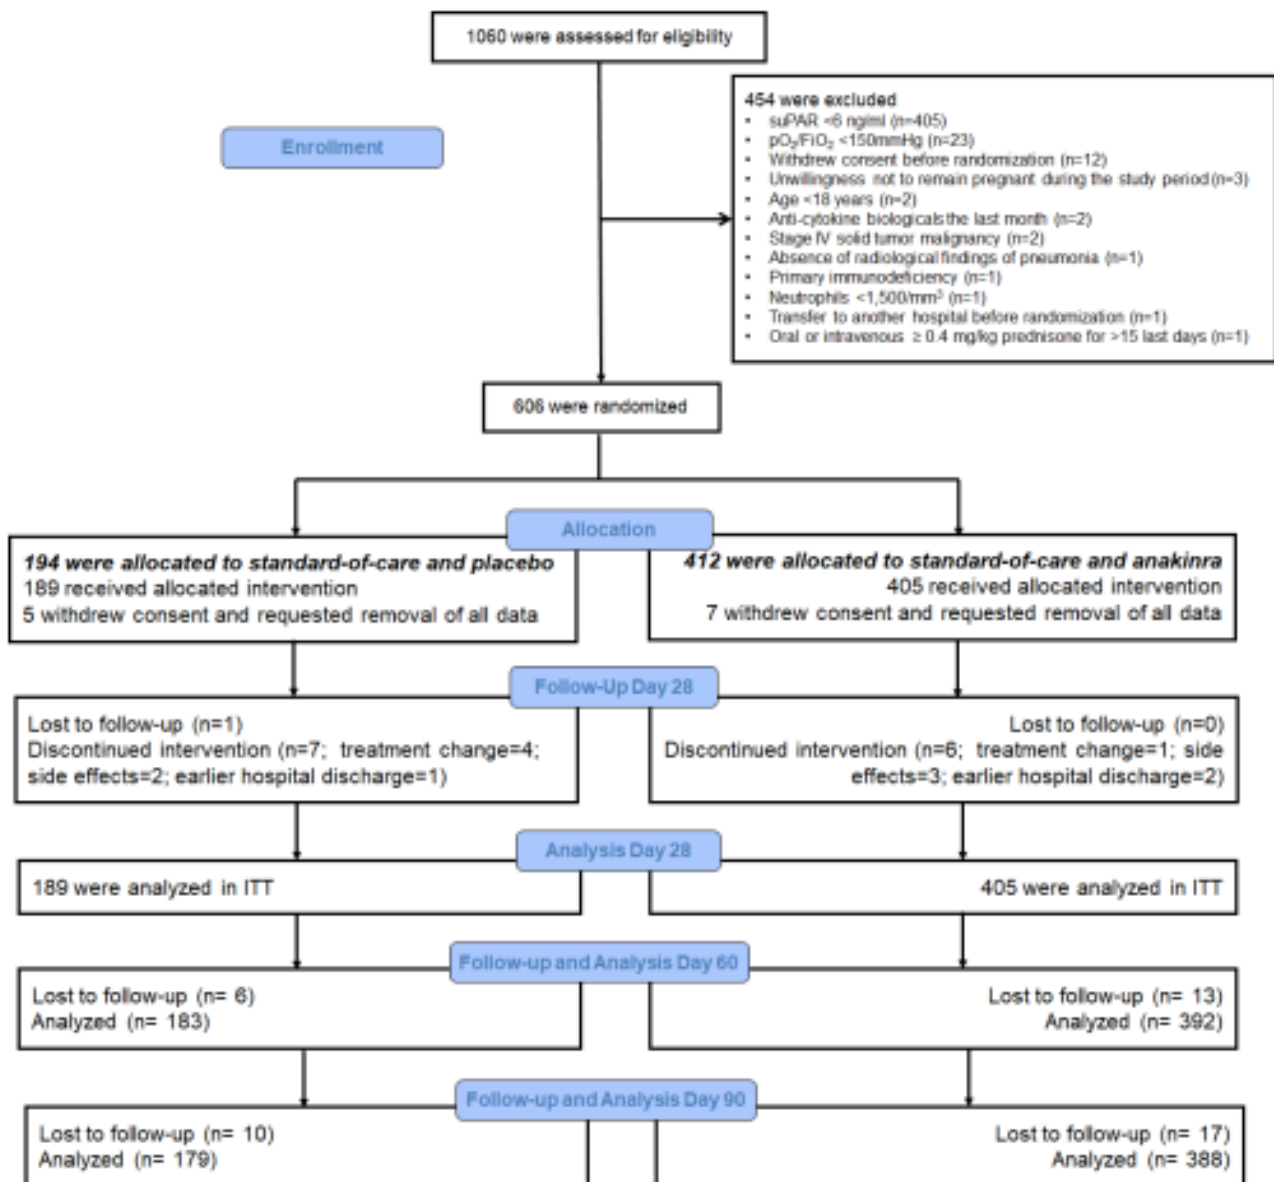 1060 were assessed for eligibility
454 were excluded
• suPAR <6 ng/ml (n=405)
• pO₂/FiO₂ <150mmHg (n=23)
• Withdrew consent before randomization (n=12)
• Unwillingness not to remain pregnant during the study period (n=3)
• Age <18 years (n=2)
• Anti-cytokine biologicals the last month (n=2)
• Stage IV solid tumor malignancy (n=2)
• Absence of radiological findings of pneumonia (n=1)
• Primary immunodeficiency (n=1)
• Neutrophils <1,500/mm³ (n=1)
• Transfer to another hospital before randomization (n=1)
• Oral or intravenous ≥ 0.4 mg/kg prednisone for >15 last days (n=1)
Enrollment
606 were randomized
Allocation
194 were allocated to standard-of-care and placebo
189 received allocated intervention
5 withdrew consent and requested removal of all data
412 were allocated to standard-of-care and anakinra
405 received allocated intervention
7 withdrew consent and requested removal of all data
Follow-Up Day 28
Lost to follow-up (n=1)
Discontinued intervention (n=7; treatment change=4;
side effects=2; earlier hospital discharge=1)
Lost to follow-up (n=0)
Discontinued intervention (n=6; treatment change=1; side
effects=3; earlier hospital discharge=2)
Analysis Day 28
189 were analyzed in ITT
405 were analyzed in ITT
Follow-up and Analysis Day 60
Lost to follow-up (n= 6)
Analyzed (n= 183)
Lost to follow-up (n= 13)
Analyzed (n= 392)
Follow-up and Analysis Day 90
Lost to follow-up (n= 10)
Analyzed (n= 179)
Lost to follow-up (n= 17)
Analyzed (n= 388)